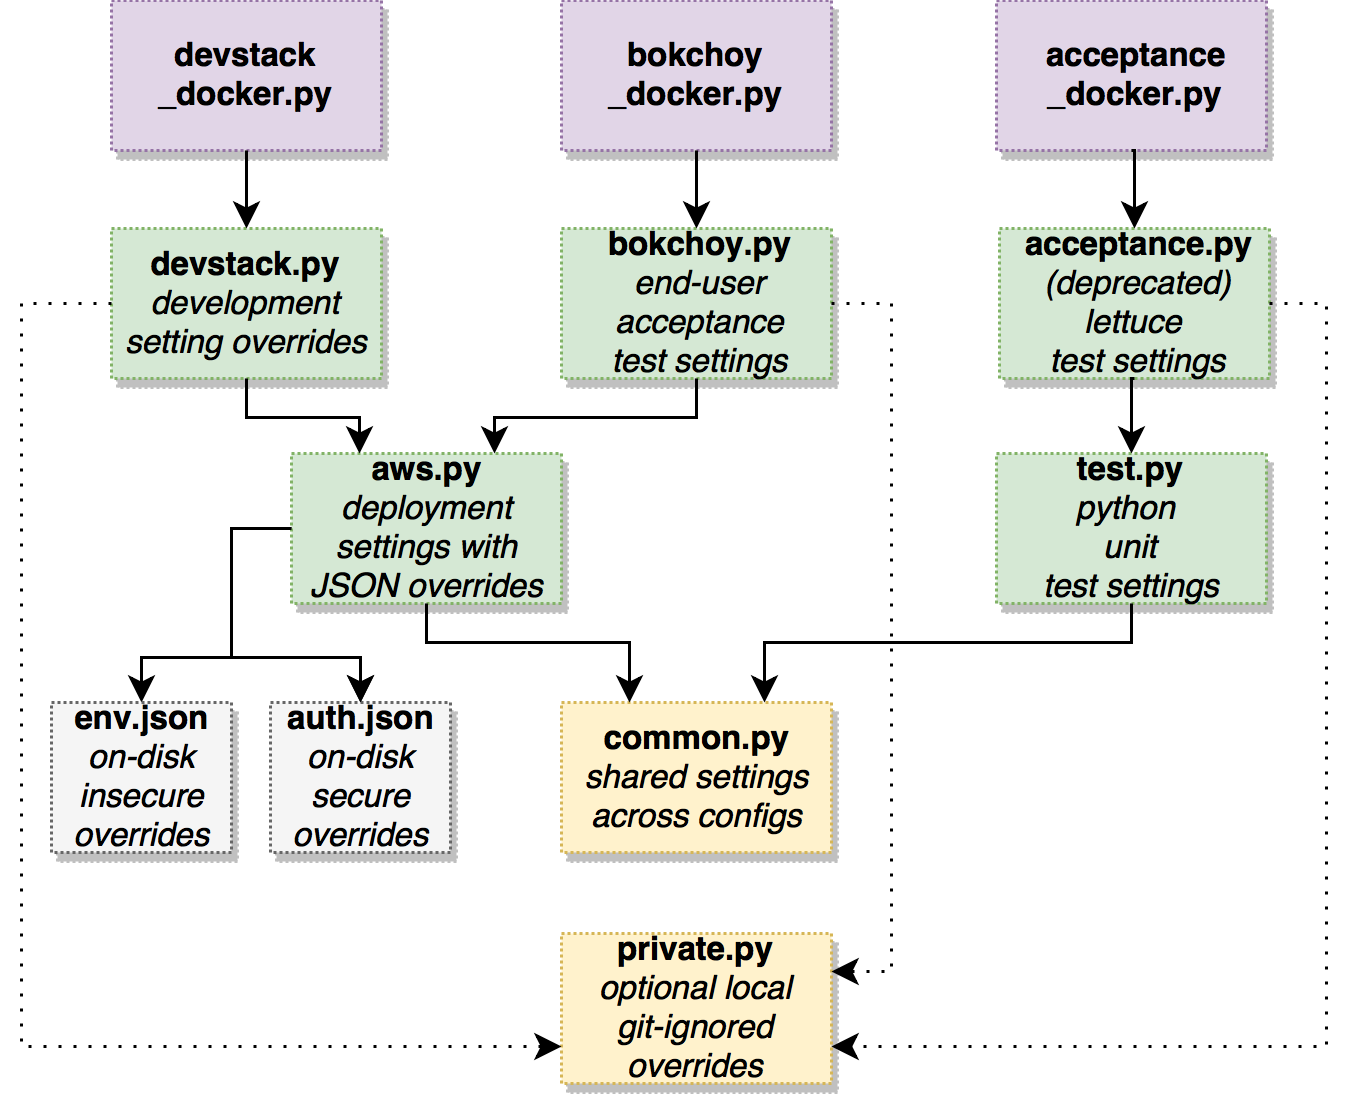 devstack
_docker.py
bokchoy
_docker.py
acceptance
_docker.py
devstack.py
development
setting overrides
bokchoy.py
end-user
acceptance
test settings
acceptance.py
(deprecated)
lettuce
test settings
aws.py
deployment
settings with
JSON overrides
test.py
python
unit
test settings
env.json
on-disk
insecure
overrides
auth.json
on-disk
secure
overrides
common.py
shared settings
across configs
private.py
optional local
git-ignored
overrides